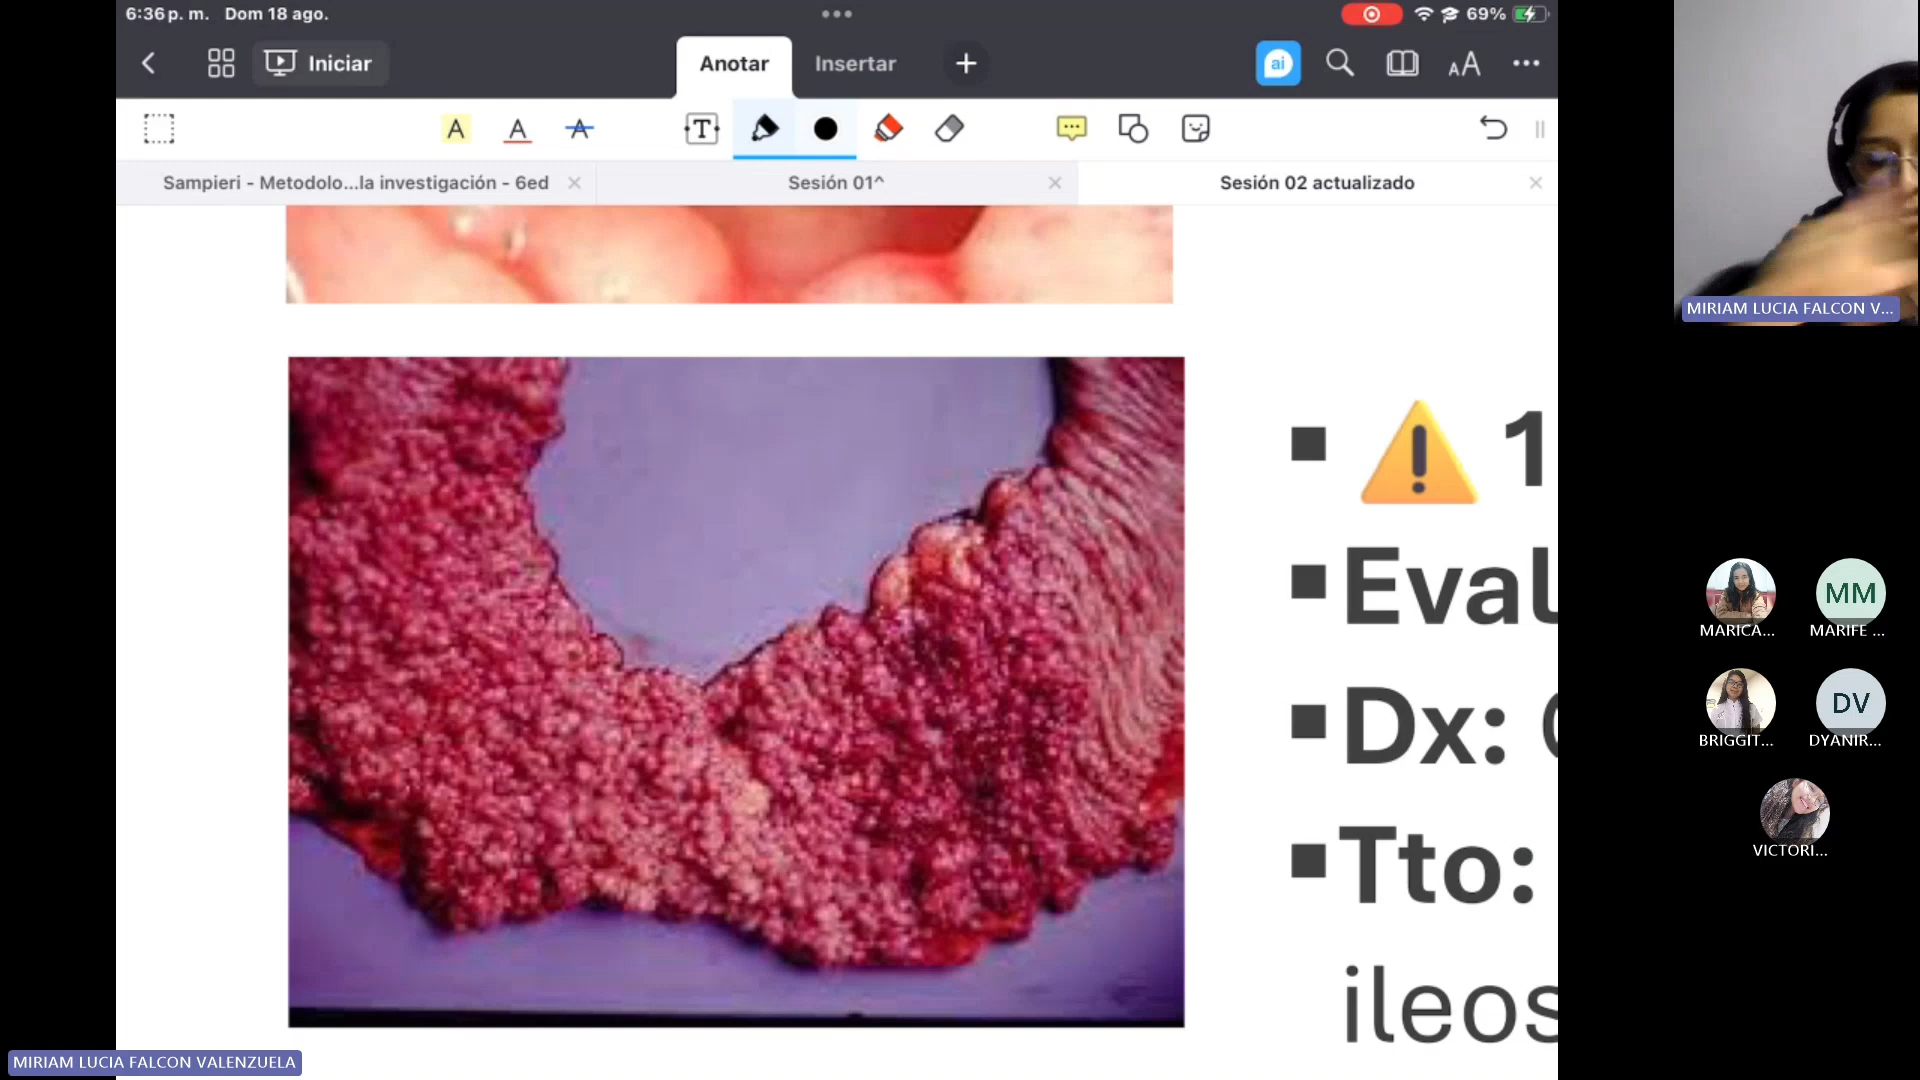 6:36 p. m. Dom 18 ago.
69%
Iniciar
Anotar
Insertar
ai
AA
A A A
T
Sampieri - Metodolo...la investigación - 6ed
Sesión 01^
Sesión 02 actualizado
1
Eval
Dx:
Tto:
ileos
MIRIAM LUCIA FALCON V...
MM
MARICA...
MARIFE ...
DV
BRIGGIT...
DYANIR...
VICTORI...
MIRIAM LUCIA FALCON VALENZUELA